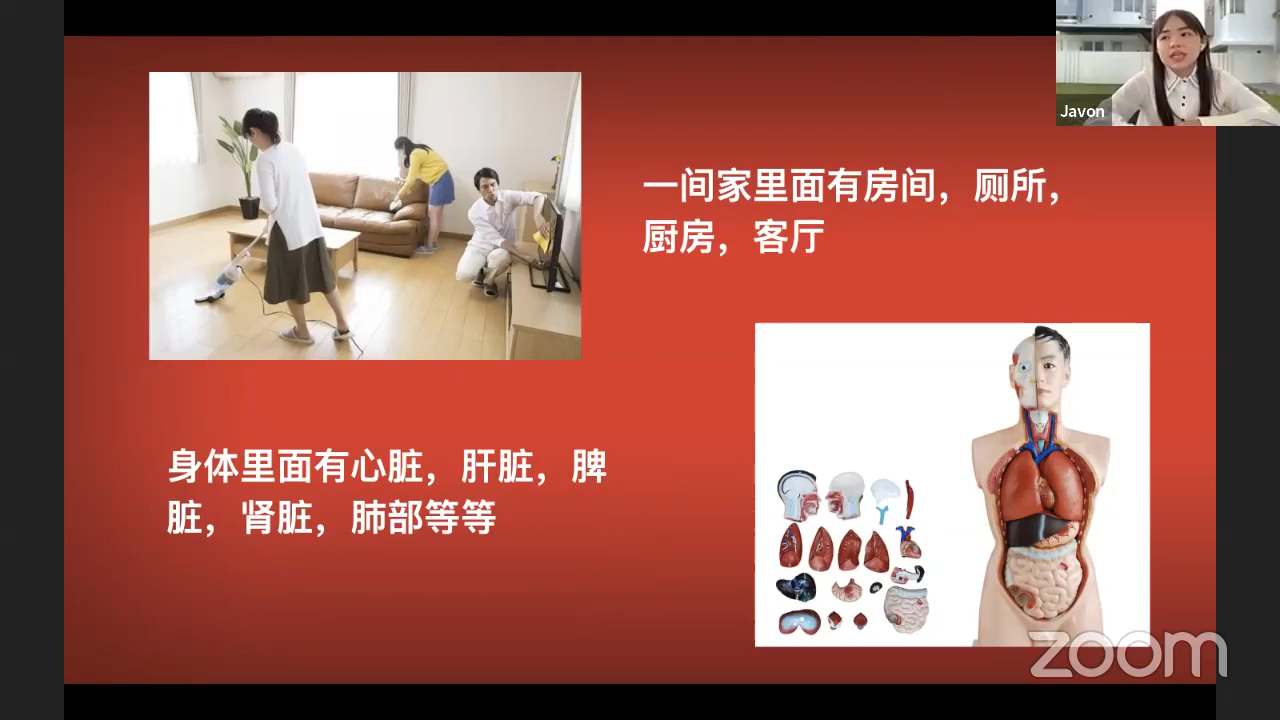 Javon
一间家里面有房间，厕所，
厨房，客厅
身体里面有心脏，肝脏，脾
脏，肾脏，肺部等等
zoom